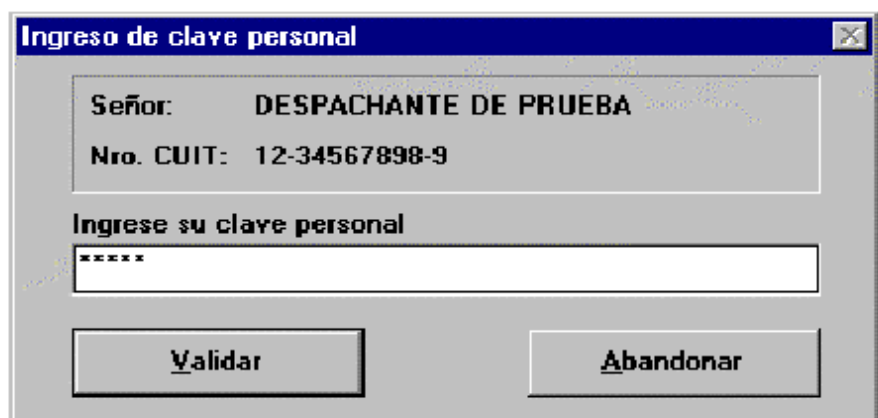 Ingreso de clave personal
Señor: DESPACHANTE DE PRUEBA
Nro. CUIT: 12-34567898-9
Ingrese su clave personal
*****
Validar
Abandonar